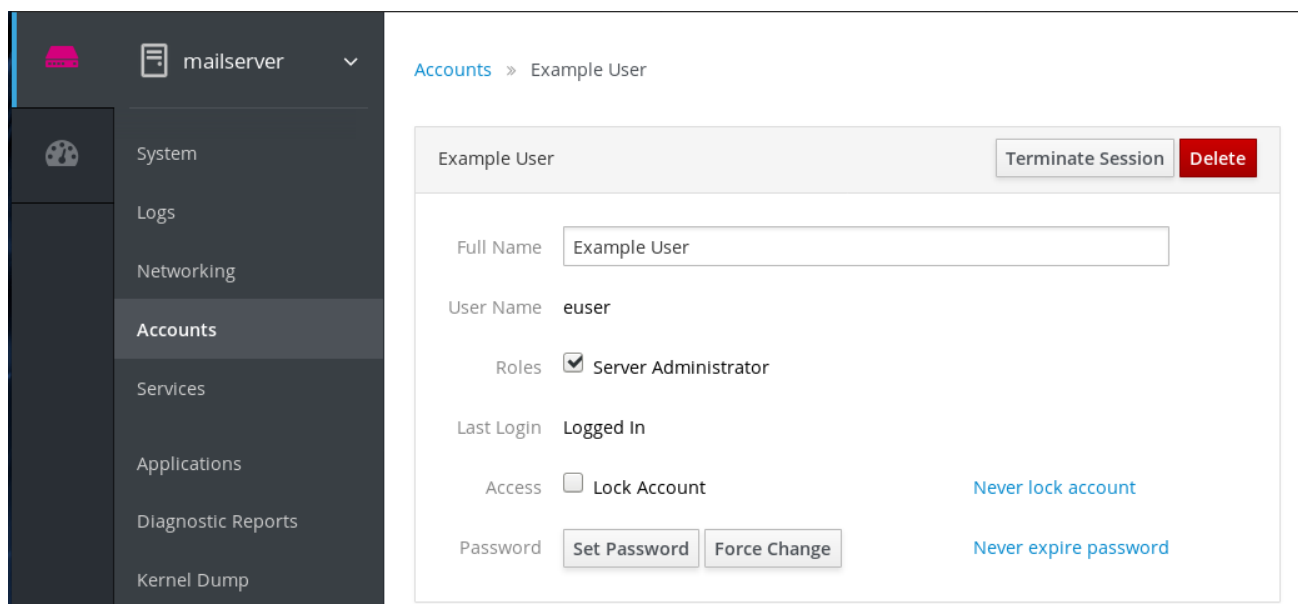 mailserver
System
Logs
Networking
Accounts
Services
Applications
Diagnostic Reports
Kernel Dump
Accounts » Example User
Example User Terminate Session Delete
Full Name Example User
User Name euser
Roles Server Administrator
Last Login Logged In
Access Lock Account Never lock account
Password Set Password Force Change Never expire password